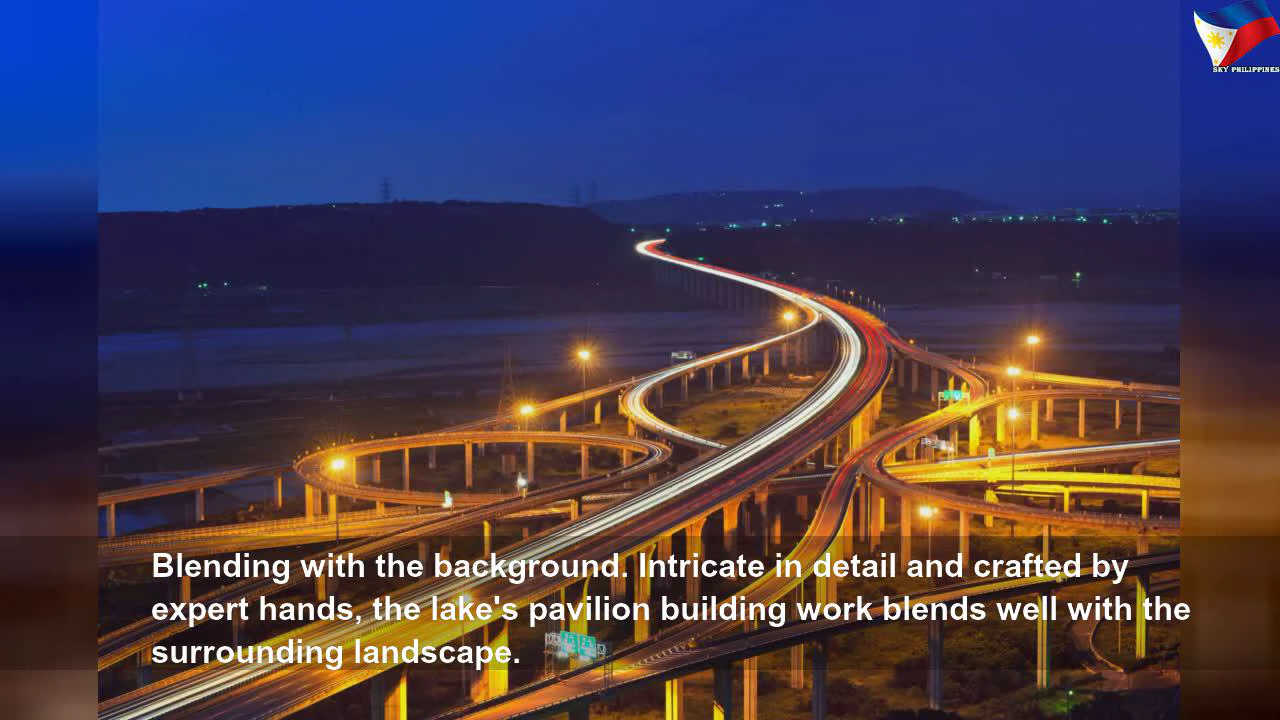 SKY PHILIPPINES
Blending with the background. Intricate in detail and crafted by
expert hands, the lake's pavilion building work blends well with the
surrounding landscape.